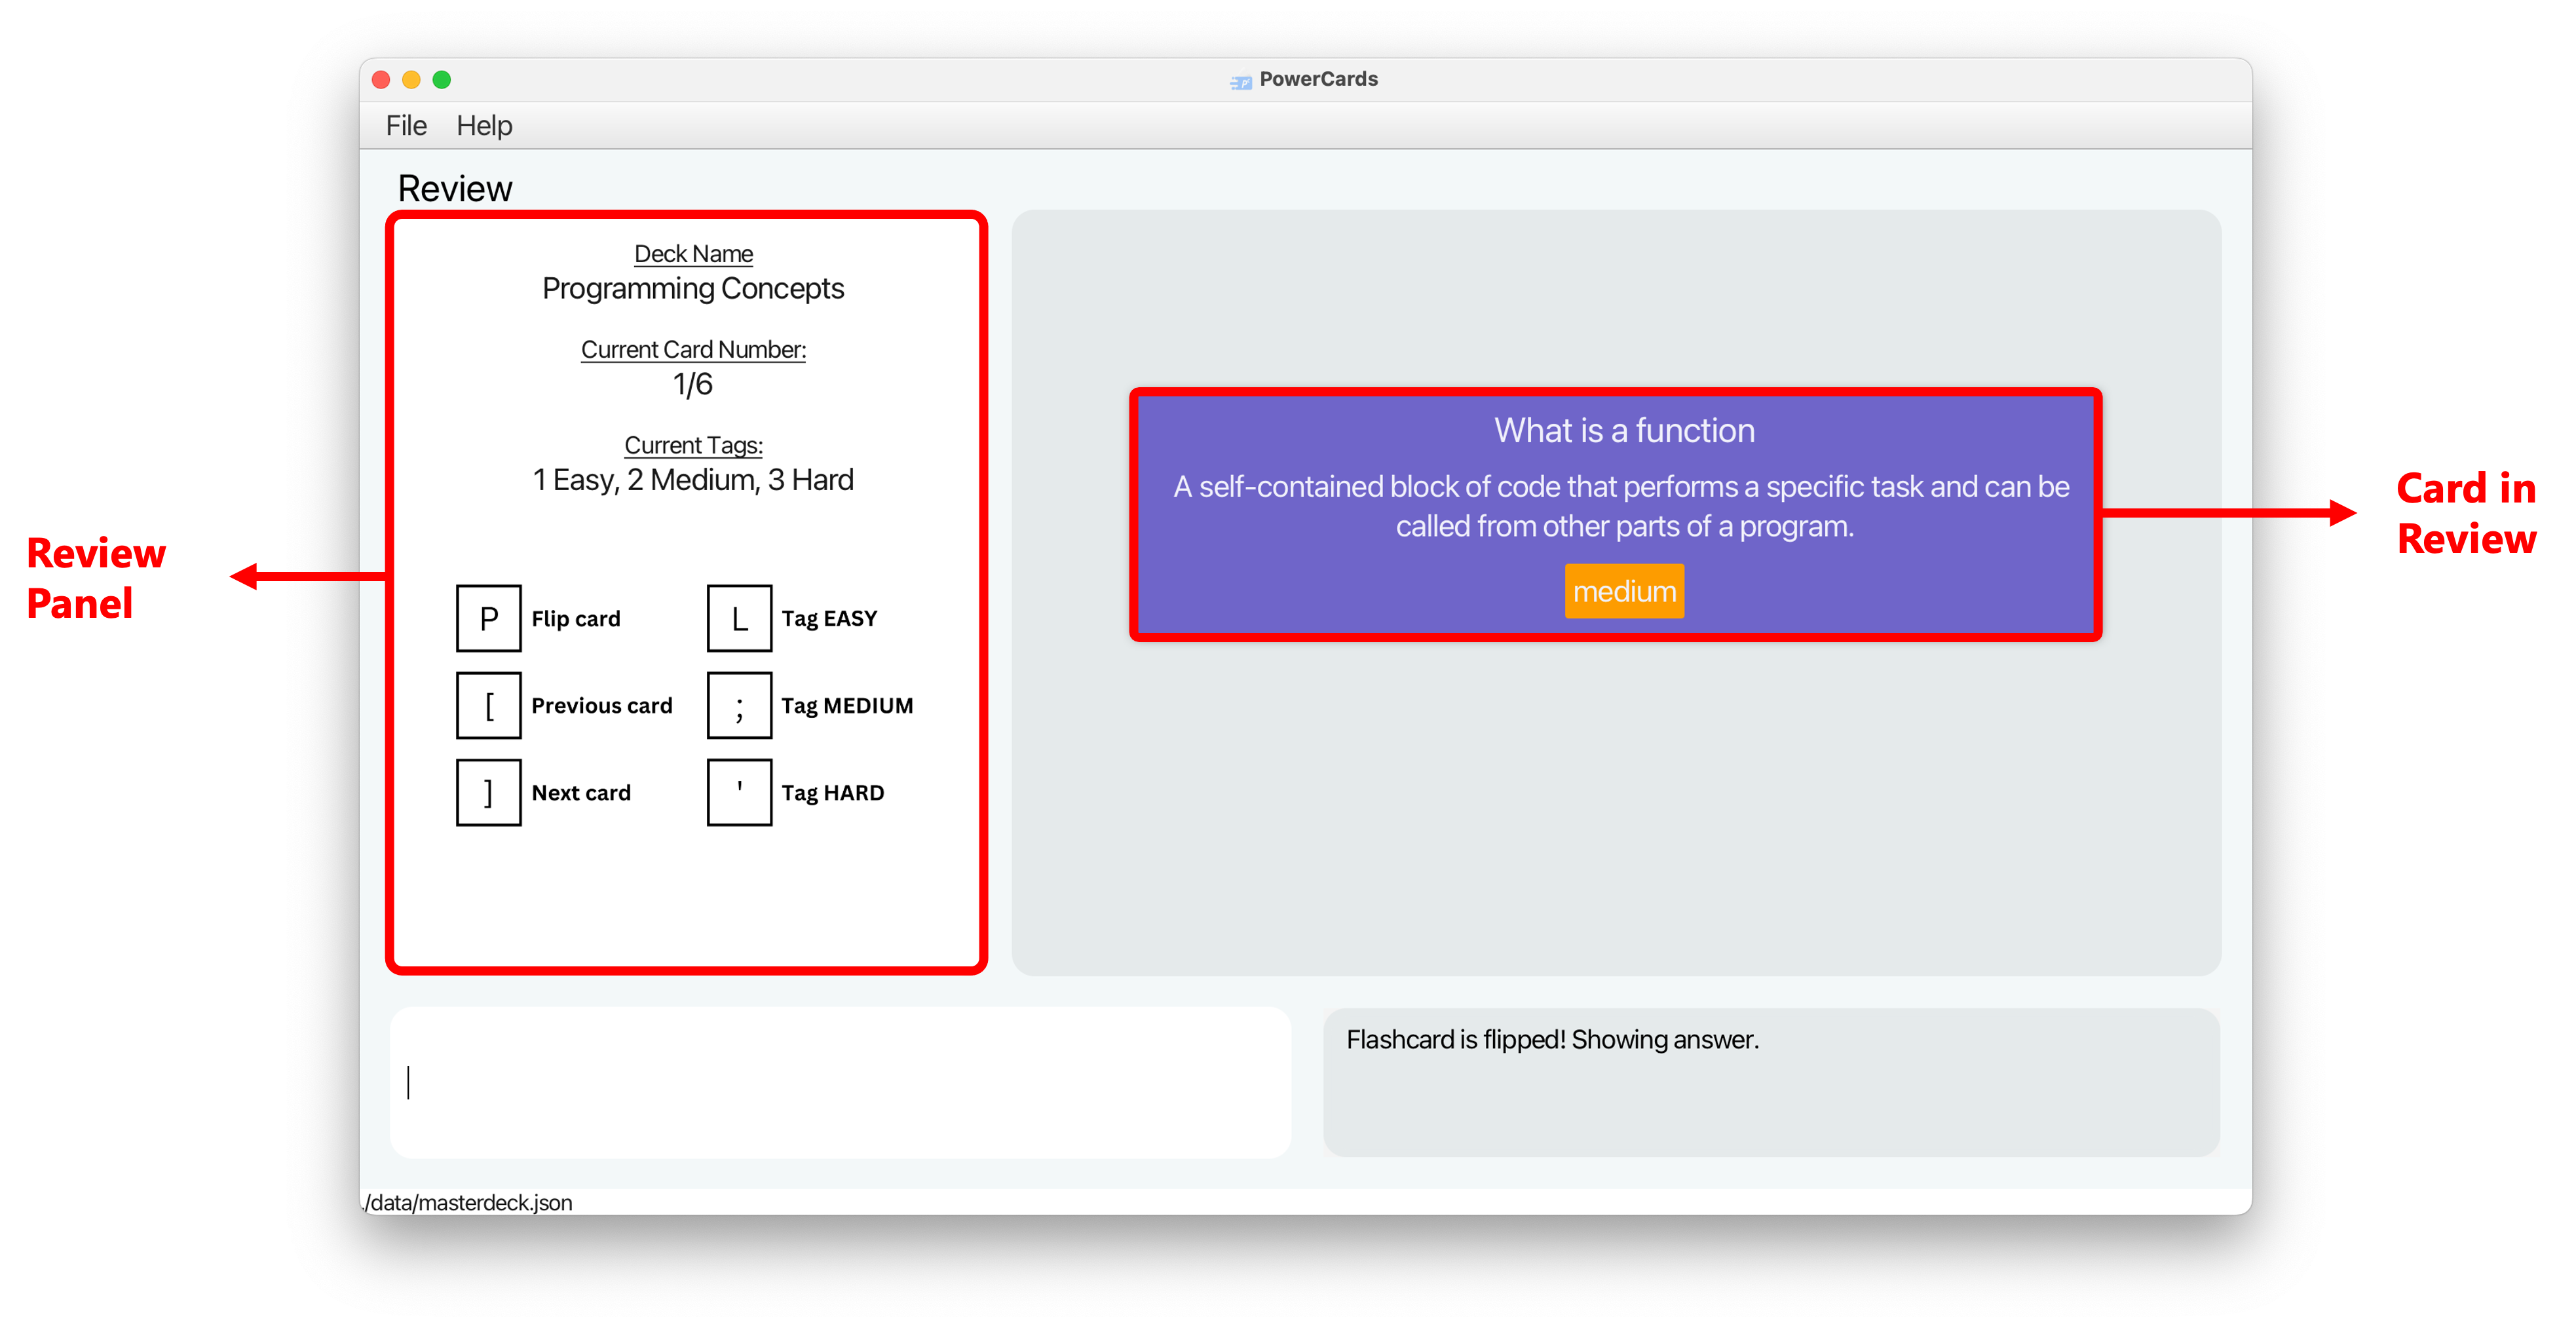 PowerCards
File Help
Review
Deck Name
Programming Concepts
Current Card Number:
1/6
Current Tags:
1 Easy, 2 Medium, 3 Hard
P Flip card L Tag EASY
[ Previous card ; Tag MEDIUM
] Next card ' Tag HARD
What is a function
A self-contained block of code that performs a specific task and can be
called from other parts of a program.
medium
Review
Panel
Card in
Review
Flashcard is flipped! Showing answer.
./data/masterdeck.json